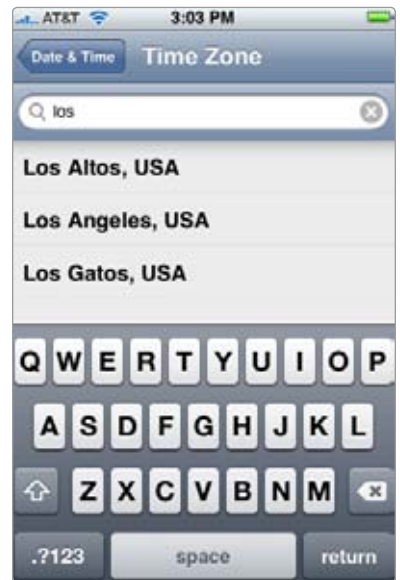 AT&T 3:03 PM
Date & Time Time Zone
los
Los Altos, USA
Los Angeles, USA
Los Gatos, USA
Q W E R T Y U I O P
A S D F G H J K L
Z X C V B N M
.?123 space return